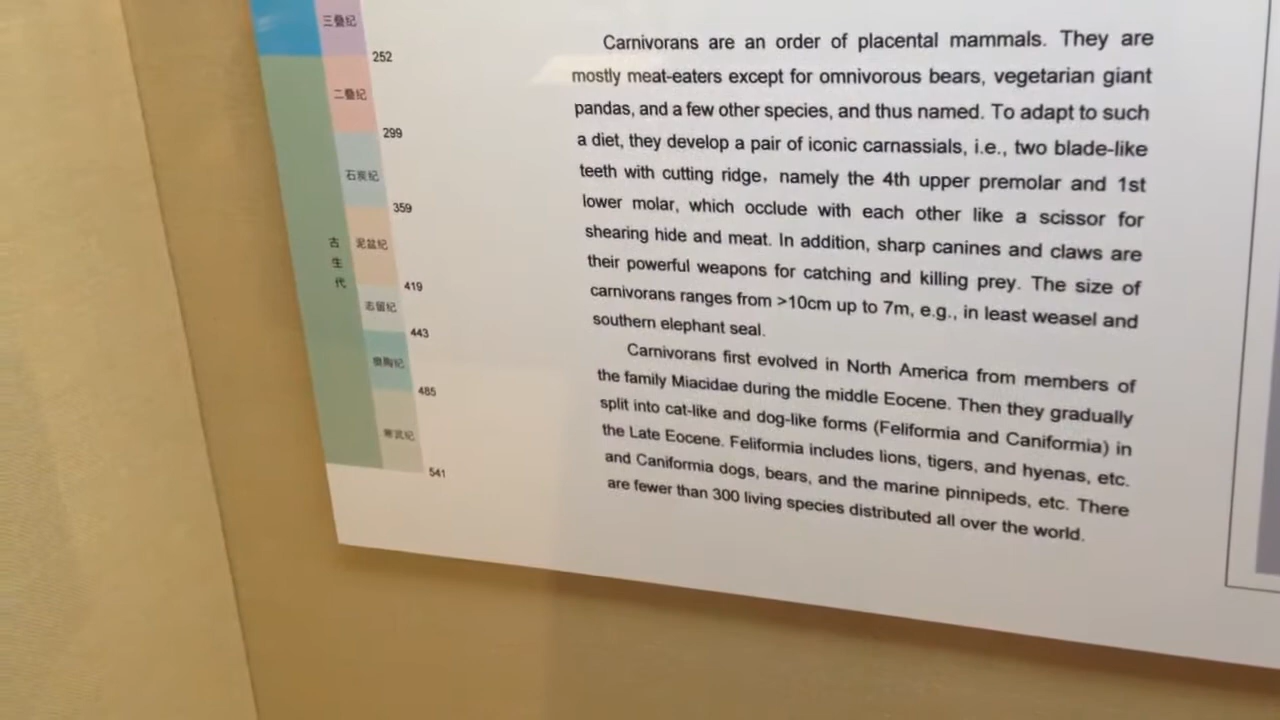 三叠纪
252
二叠纪
299
石炭纪
359
古生代
泥盆纪
419
志留纪
443
奥陶纪
485
寒武纪
541
Carnivorans are an order of placental mammals. They are
mostly meat-eaters except for omnivorous bears, vegetarian giant
pandas, and a few other species, and thus named. To adapt to such
a diet, they develop a pair of iconic carnassials, i.e., two blade-like
teeth with cutting ridge, namely the 4th upper premolar and 1st
lower molar, which occlude with each other like a scissor for
shearing hide and meat. In addition, sharp canines and claws are
their powerful weapons for catching and killing prey. The size of
carnivorans ranges from >10cm up to 7m, e.g., in least weasel and
southern elephant seal.
Carnivorans first evolved in North America from members of
the family Miacidae during the middle Eocene. Then they gradually
split into cat-like and dog-like forms (Feliformia and Caniformia) in
the Late Eocene. Feliformia includes lions, tigers, and hyenas, etc.
and Caniformia dogs, bears, and the marine pinnipeds, etc. There
are fewer than 300 living species distributed all over the world.